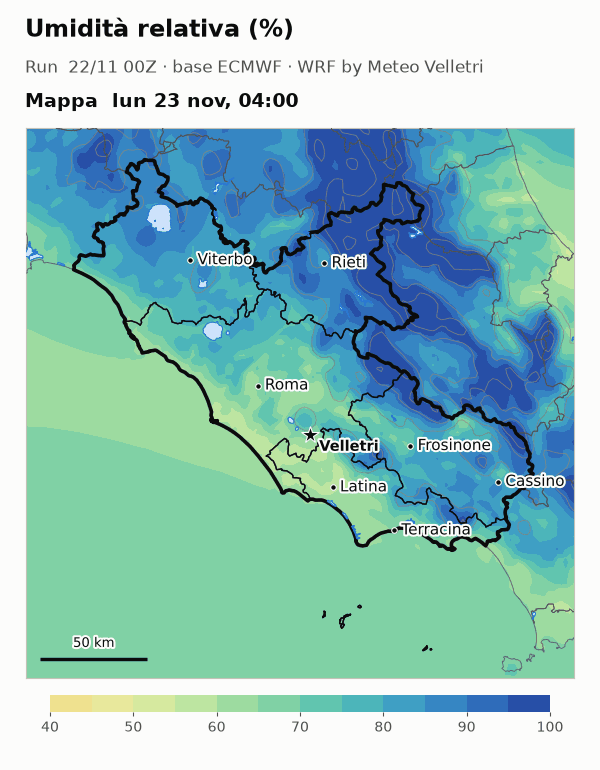 Umidità relativa (%)
Run  22/11 00Z · base ECMWF · WRF by Meteo Velletri
Mappa  lun 23 nov, 04:00
Viterbo
Rieti
Roma
Velletri
Frosinone
Cassino
Latina
Terracina
50 km
40 50 60 70 80 90 100